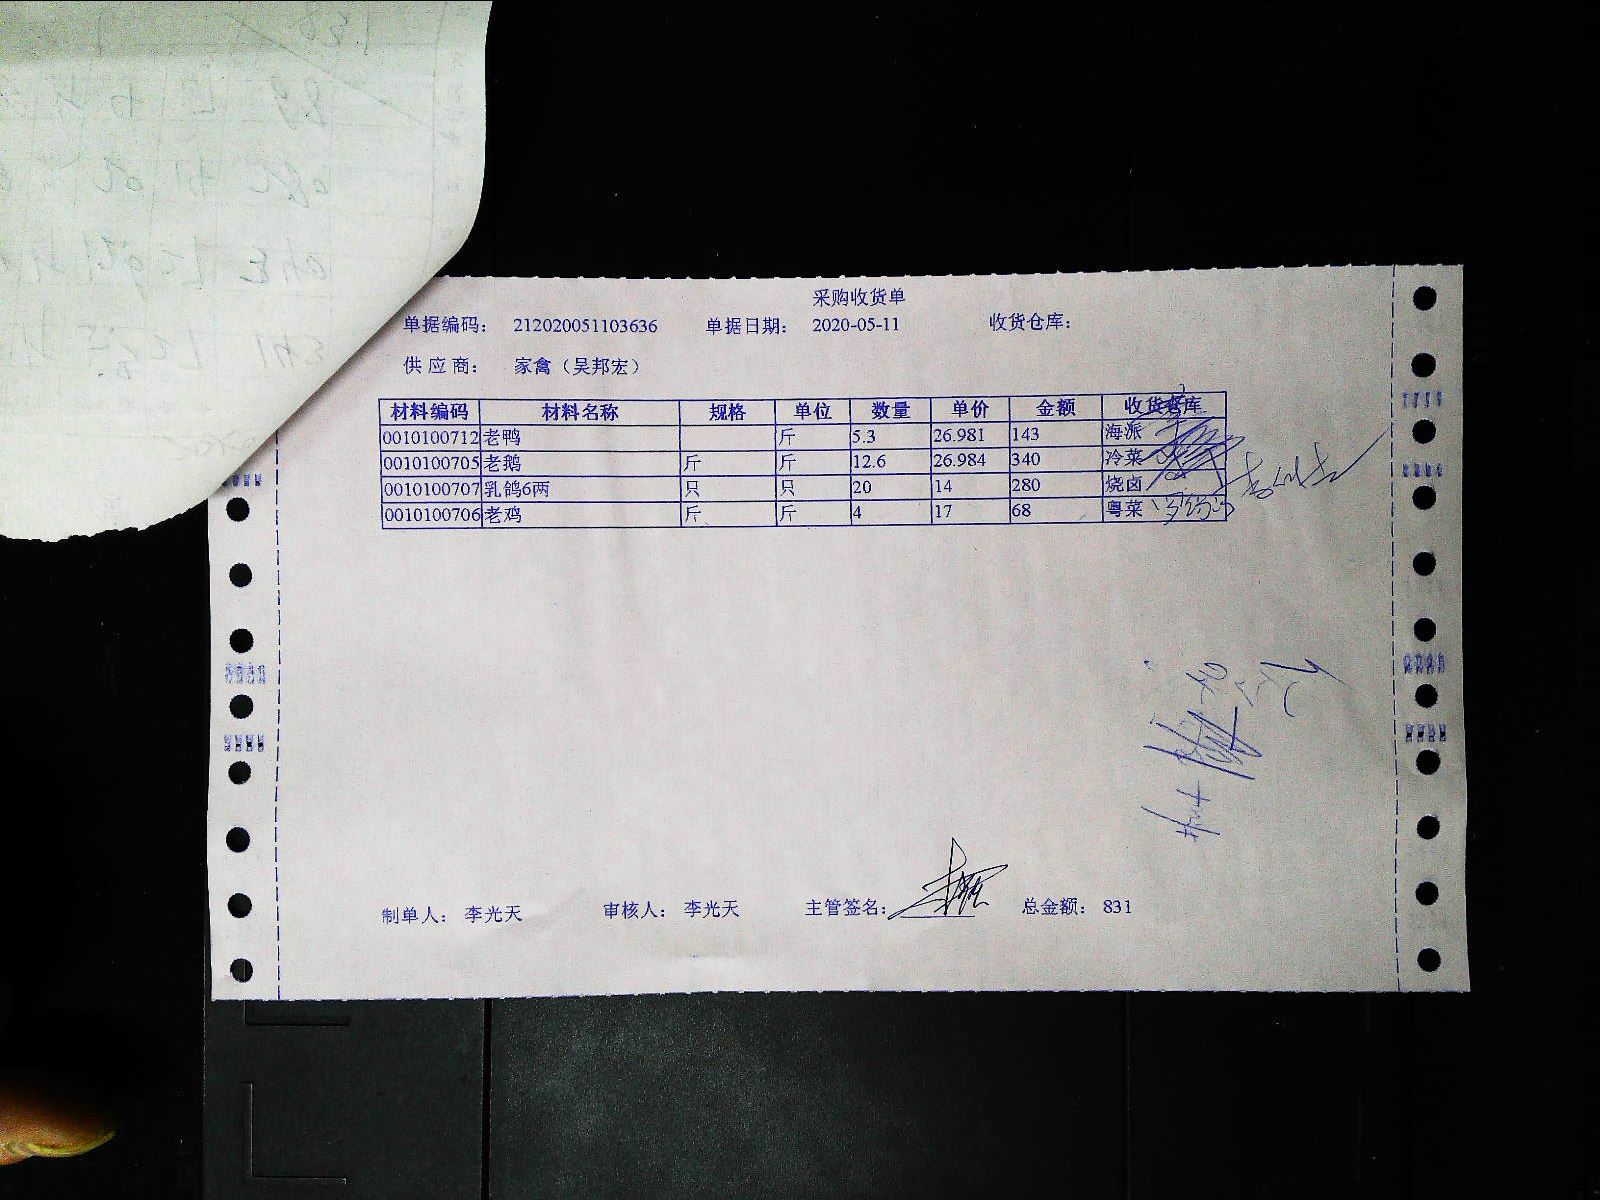 采购收货单
单据编码： 212020051103636 单据日期： 2020-05-11 收货仓库：
供应商： 家禽（吴邦宏）
材料编码 材料名称 规格 单位 数量 单价 金额 收货仓库
0010100712 老鸭 斤 5.3 26.981 143 海派
0010100705 老鹅 斤 斤 12.6 26.984 340 冷菜
0010100707 乳鸽6两 只 只 20 14 280 烧卤
0010100706 老鸡 斤 斤 4 17 68 粤菜
制单人： 李光天 审核人： 李光天 主管签名： 总金额： 831